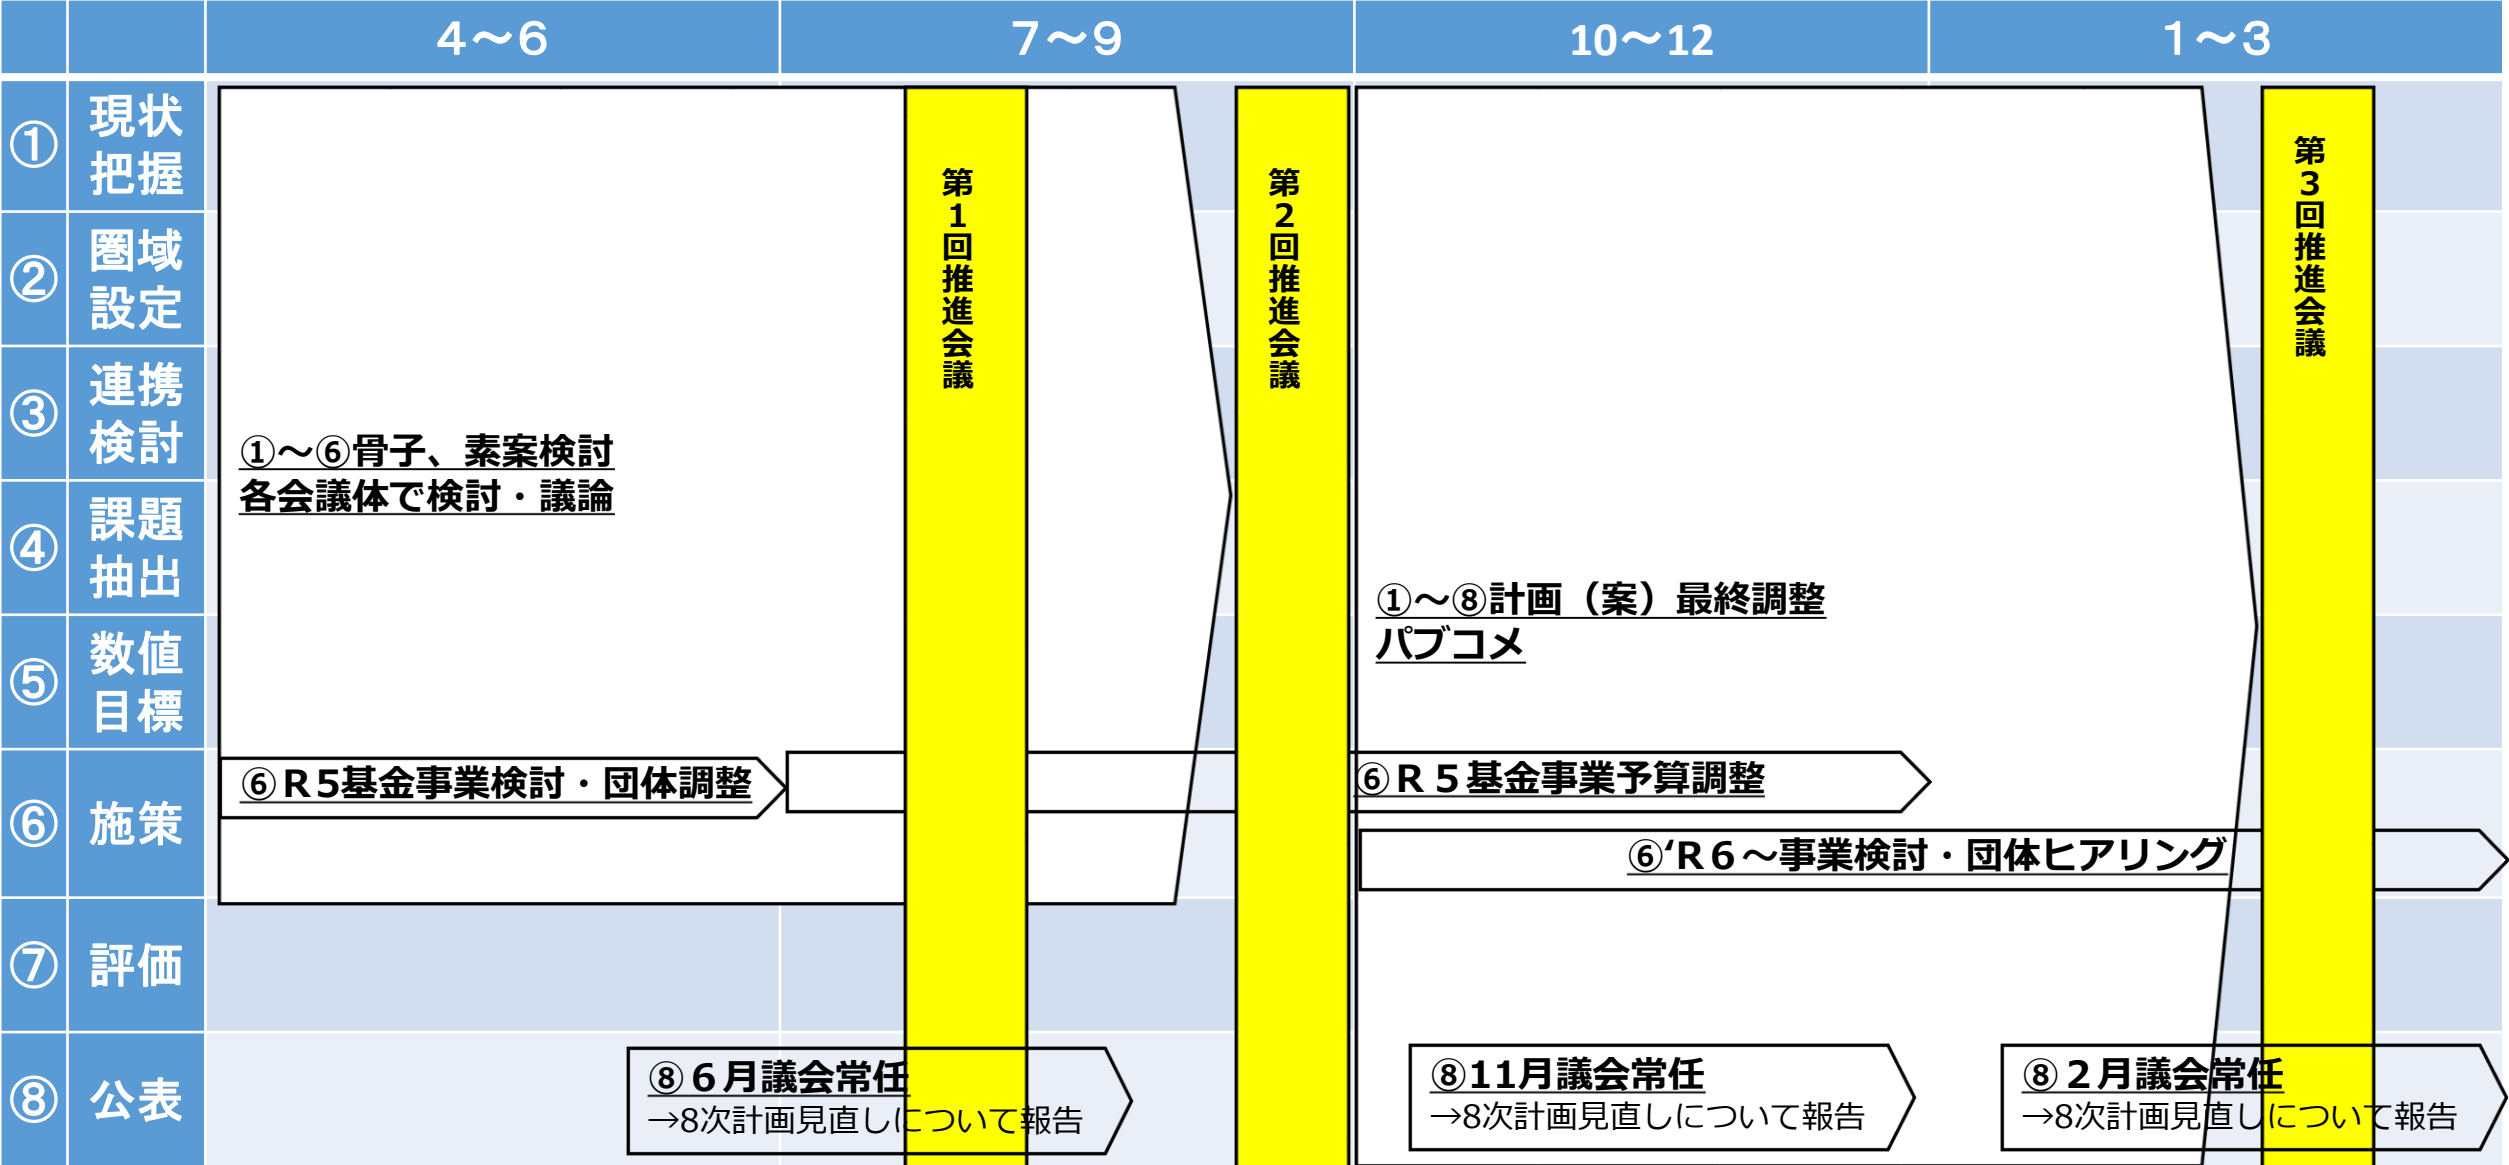 ４～６
７～９
10～12
１～３
①
現状
把握
②
圏域
設定
③
連携
検討
④
課題
抽出
⑤
数値
目標
⑥
施策
⑦
評価
⑧
公表
第１回推進会議
第２回推進会議
第３回推進会議
①～⑥骨子、素案検討
各会議体で検討・議論
①～⑧計画（案）最終調整
パブコメ
⑥Ｒ5基金事業検討・団体調整
⑥Ｒ５基金事業予算調整
⑥‘Ｒ６～事業検討・団体ヒアリング
⑧６月議会常任
→8次計画見直しについて報告
⑧11月議会常任
→8次計画見直しについて報告
⑧２月議会常任
→8次計画見直しについて報告